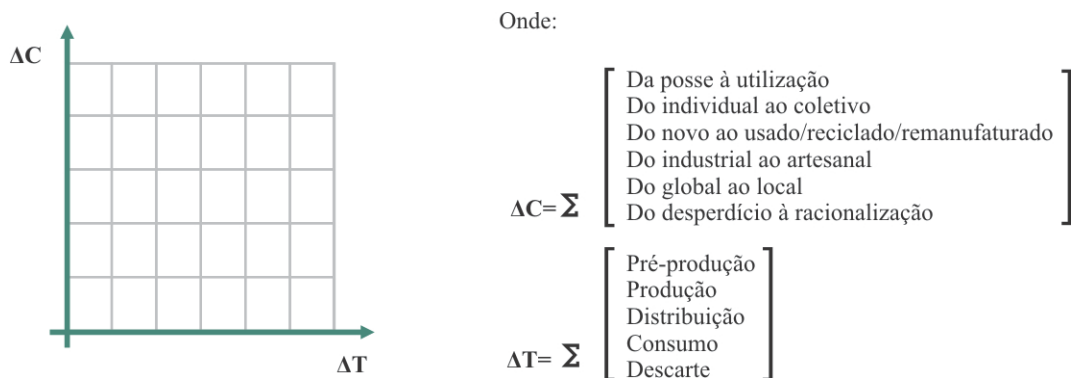 ΔC
ΔT
Onde:
Da posse à utilização
Do individual ao coletivo
Do novo ao usado/reciclado/remanufaturado
Do industrial ao artesanal
Do global ao local
ΔC= Σ Do desperdício à racionalização
Pré-produção
Produção
Distribuição
Consumo
ΔT= Σ Descarte